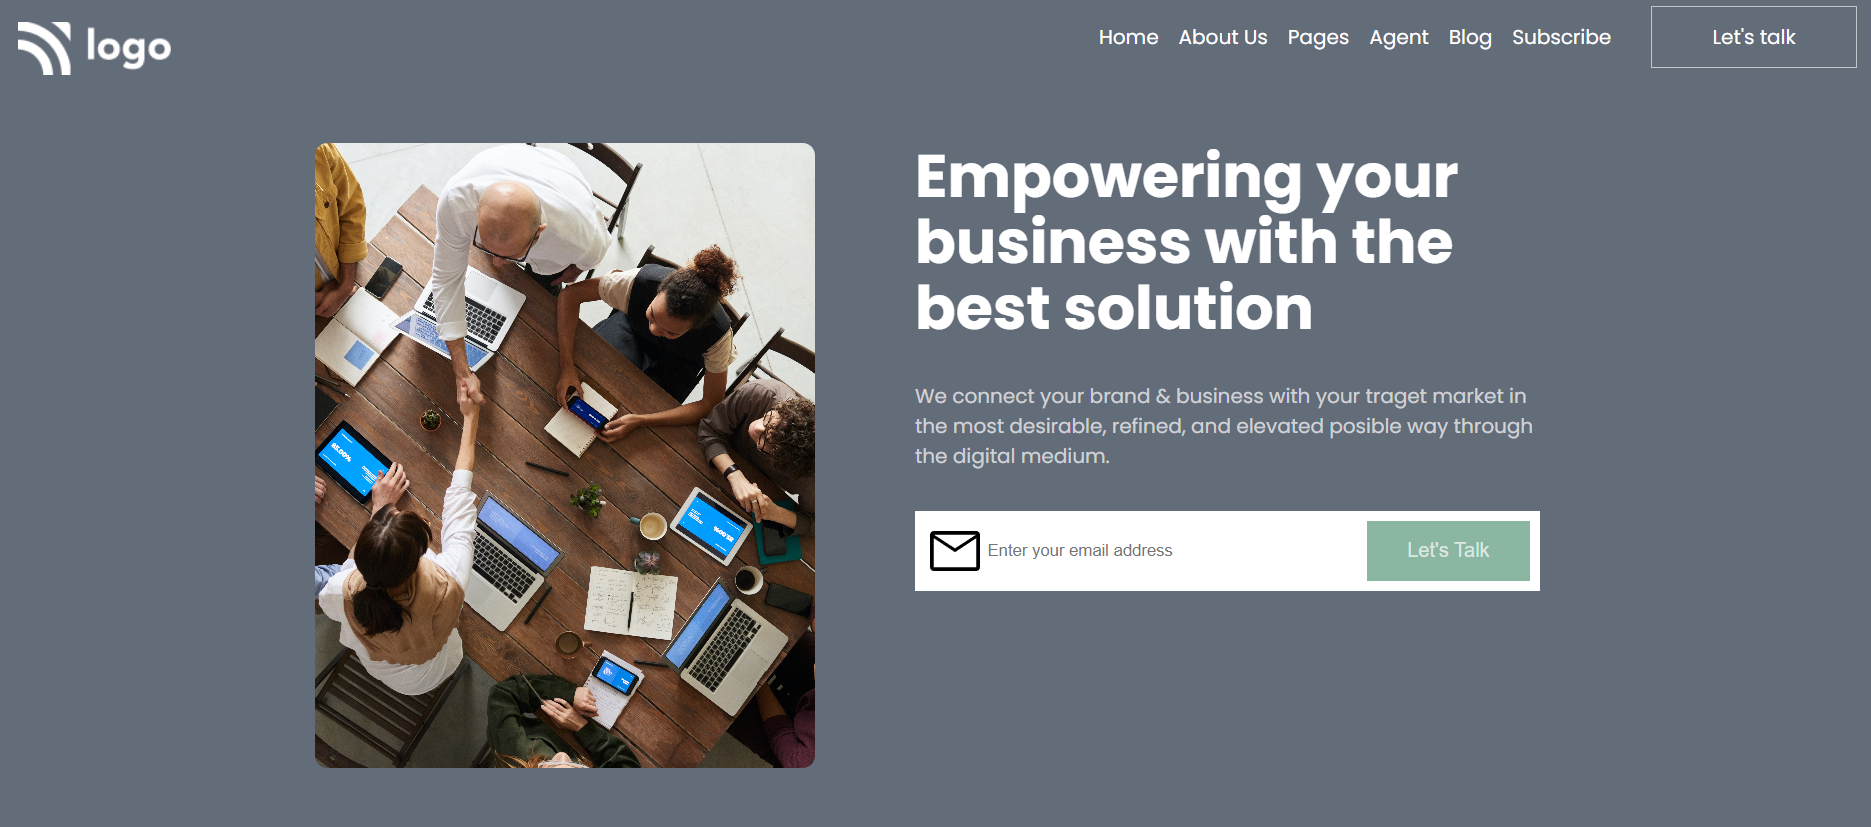 logo
Home About Us Pages Agent Blog Subscribe Let's talk
Empowering your
business with the
best solution
We connect your brand & business with your traget market in
the most desirable, refined, and elevated posible way through
the digital medium.
Enter your email address Let's Talk